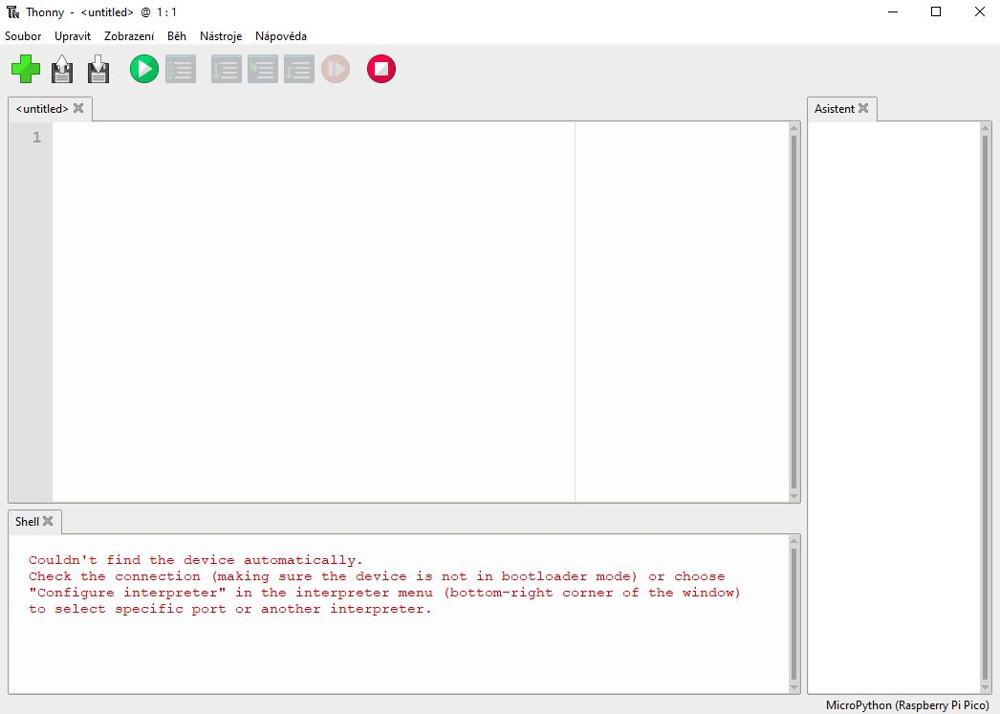 Thonny - <untitled> @ 1:1
Soubor Upravit Zobrazení Běh Nástroje Nápověda
<untitled>
Asistent
1
Shell
Couldn't find the device automatically.
Check the connection (making sure the device is not in bootloader mode) or choose
"Configure interpreter" in the interpreter menu (bottom-right corner of the window)
to select specific port or another interpreter.
MicroPython (Raspberry Pi Pico)